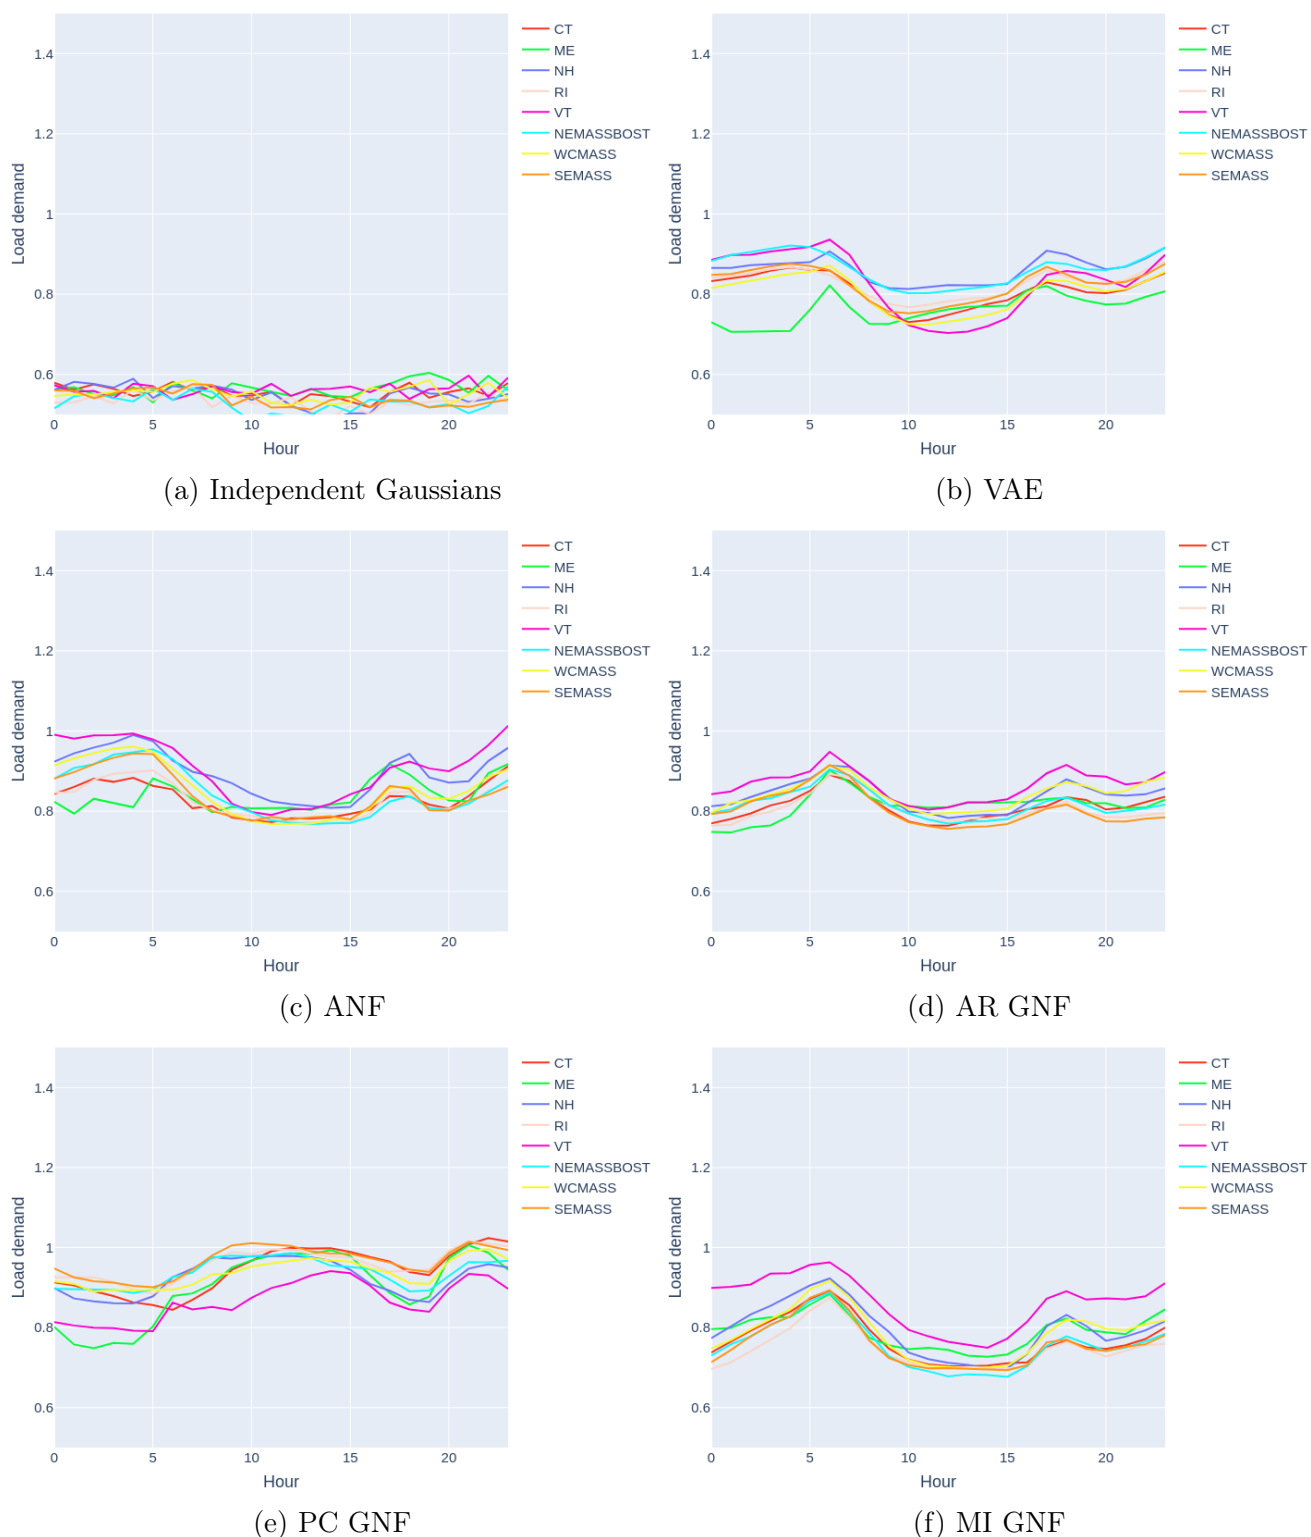 1.4
1.2
1
0.8
0.6
Load demand
0
5
10
15
20
Hour
CT
ME
NH
RI
VT
NEMASSBOST
WCMASS
SEMASS
(a) Independent Gaussians
1.4
1.2
1
0.8
0.6
Load demand
0
5
10
15
20
Hour
CT
ME
NH
RI
VT
NEMASSBOST
WCMASS
SEMASS
(b) VAE
1.4
1.2
1
0.8
0.6
Load demand
0
5
10
15
20
Hour
CT
ME
NH
RI
VT
NEMASSBOST
WCMASS
SEMASS
(c) ANF
1.4
1.2
1
0.8
0.6
Load demand
0
5
10
15
20
Hour
CT
ME
NH
RI
VT
NEMASSBOST
WCMASS
SEMASS
(d) AR GNF
1.4
1.2
1
0.8
0.6
Load demand
0
5
10
15
20
Hour
CT
ME
NH
RI
VT
NEMASSBOST
WCMASS
SEMASS
(e) PC GNF
1.4
1.2
1
0.8
0.6
Load demand
0
5
10
15
20
Hour
CT
ME
NH
RI
VT
NEMASSBOST
WCMASS
SEMASS
(f) MI GNF